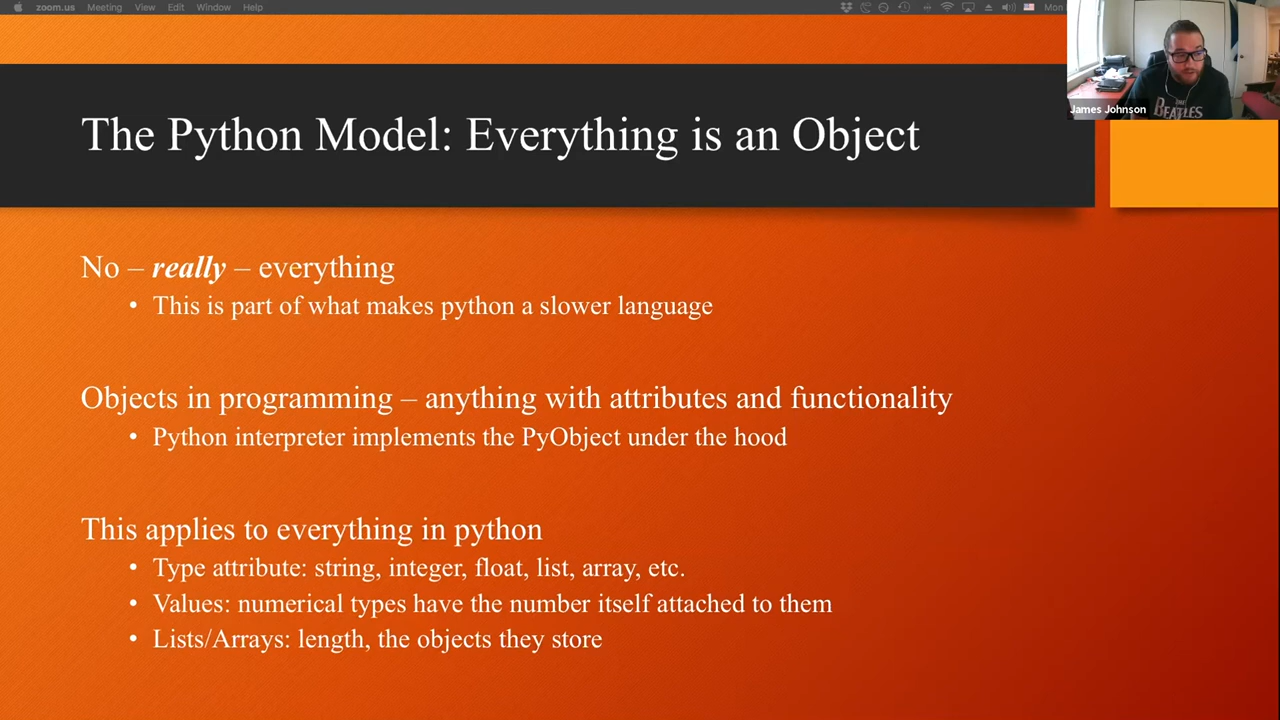 zoom.us Meeting View Edit Window Help Mon
James Johnson
THE
BEATLES
The Python Model: Everything is an Object
No – really – everything
• This is part of what makes python a slower language
Objects in programming – anything with attributes and functionality
• Python interpreter implements the PyObject under the hood
This applies to everything in python
• Type attribute: string, integer, float, list, array, etc.
• Values: numerical types have the number itself attached to them
• Lists/Arrays: length, the objects they store